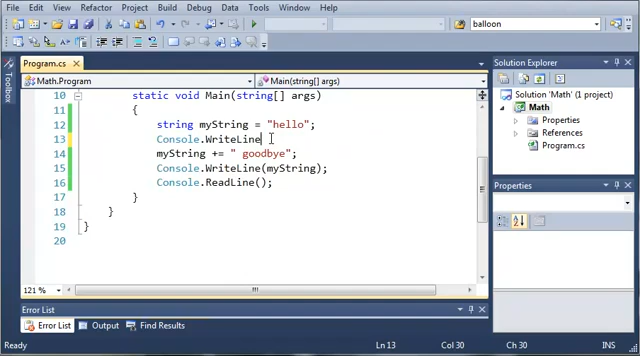 File Edit View Refactor Project Build Debug Data Tools Test Window Help
balloon
Program.cs
Solution Explorer
Toolbox
Math.Program Main(string[] args)
Solution 'Math' (1 project)
Math
Properties
References
Program.cs
10 static void Main(string[] args)
11 {
12 string myString = "hello";
13 Console.WriteLine
14 myString += " goodbye";
15 Console.WriteLine(myString);
16 Console.ReadLine();
17 }
18 }
19 }
20
Properties
121 %
Error List
Error List Output Find Results
Ready Ln 13 Col 30 Ch 30 INS